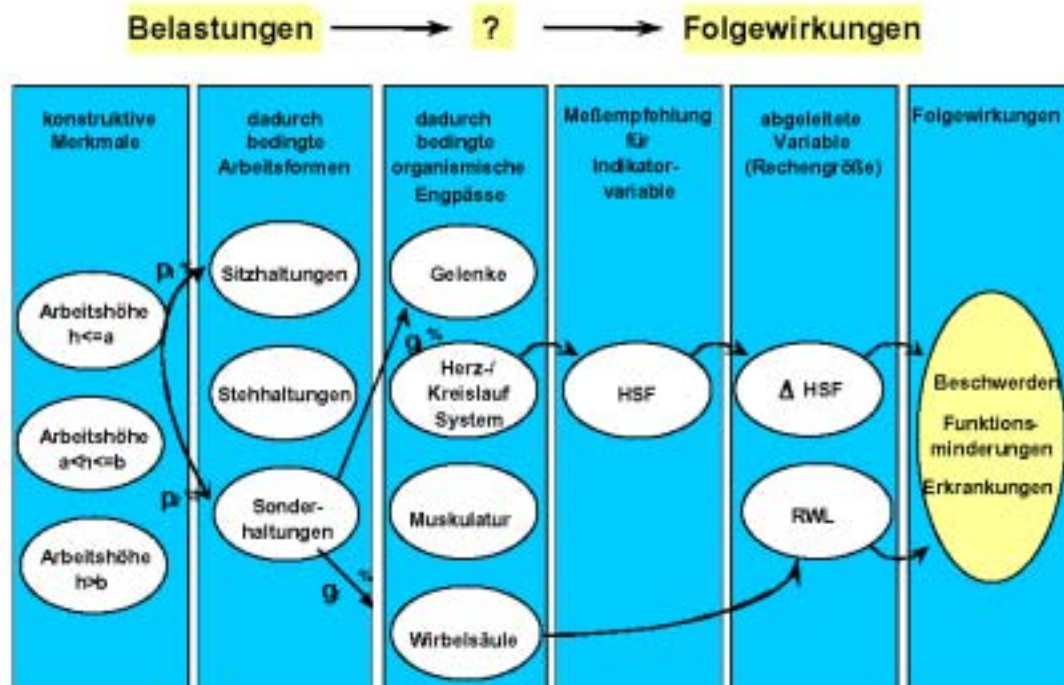 Belastungen ? Folgewirkungen
konstruktive
Merkmale
dadurch
bedingte
Arbeitsformen
dadurch
bedingte
organismische
Engpässe
Meßempfehlung
für
Indikator-
variable
abgeleitete
Variable
(Rechengröße)
Folgewirkungen
Arbeitshöhe
h<=a
Arbeitshöhe
a<h<=b
Arbeitshöhe
h>b
Sitzhaltungen
Stehhaltungen
Sonder-
haltungen
Gelenke
Herz-/
Kreislauf
System
Muskulatur
Wirbelsäule
HSF
Δ HSF
RWL
Beschwerden
Funktions-
minderungen
Erkrankungen